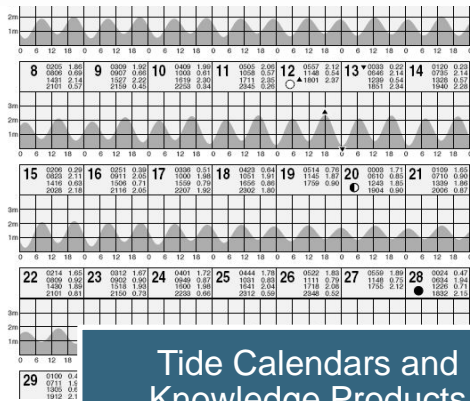 2m
1m
0 6 12 18 0 6 12 18 0 6 12 18 0 6 12 18 0 6 12 18 0 6 12 18 0 6 12 18
8 0205 1.86 9 0309 1.92 10 0409 1.99 11 0505 2.06 12 0557 2.12 13 0033 0.22 14 0120 0.23
0806 0.69 0907 0.66 1003 0.61 1058 0.57 1148 0.54 0646 2.14 0735 2.14
1431 2.14 1527 2.22 1619 2.30 1711 2.35 1801 2.37 1239 0.54 1328 0.57
2101 0.57 2159 0.45 2253 0.34 2345 0.26 1851 2.34 1940 2.28
3m
2m
1m
0 6 12 18 0 6 12 18 0 6 12 18 0 6 12 18 0 6 12 18 0 6 12 18 0 6 12 18
15 0206 0.29 16 0251 0.39 17 0336 0.51 18 0423 0.64 19 0514 0.76 20 0003 1.71 21 0109 1.65
0823 2.11 0911 2.05 1000 1.98 1051 1.91 1145 1.87 0610 0.85 0710 0.90
1416 0.63 1506 0.71 1559 0.79 1656 0.86 1759 0.90 1243 1.85 1339 1.86
2028 2.18 2116 2.05 2207 1.92 2302 1.80 1904 0.90 2006 0.87
3m
2m
1m
0 6 12 18 0 6 12 18 0 6 12 18 0 6 12 18 0 6 12 18 0 6 12 18 0 6 12 18
22 0214 1.65 23 0312 1.67 24 0401 1.72 25 0444 1.78 26 0522 1.83 27 0559 1.89 28 0024 0.47
0809 0.92 0902 0.90 0949 0.87 1031 0.83 1111 0.79 1148 0.75 0634 1.94
1430 1.89 1518 1.93 1600 1.98 1641 2.04 1718 2.08 1755 2.12 1226 0.71
2101 0.81 2150 0.73 2233 0.66 2312 0.59 2348 0.52 1832 2.15
3m
2m
1m
0 6 12 18
29 0100
0711
1305
1912
Tide Calendars and
Knowledge Products